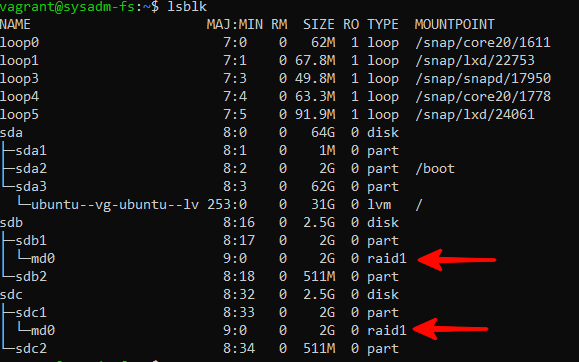 vagrant@sysadm-fs:~$ lsblk
NAME                      MAJ:MIN RM  SIZE RO TYPE  MOUNTPOINT
loop0                       7:0    0   62M  1 loop  /snap/core20/1611
loop1                       7:1    0 67.8M  1 loop  /snap/lxd/22753
loop3                       7:3    0 49.8M  1 loop  /snap/snapd/17950
loop4                       7:4    0 63.3M  1 loop  /snap/core20/1778
loop5                       7:5    0 91.9M  1 loop  /snap/lxd/24061
sda                         8:0    0   64G  0 disk
├─sda1                      8:1    0    1M  0 part
├─sda2                      8:2    0    2G  0 part  /boot
└─sda3                      8:3    0   62G  0 part
  └─ubuntu--vg-ubuntu--lv 253:0    0   31G  0 lvm   /
sdb                         8:16   0  2.5G  0 disk
├─sdb1                      8:17   0    2G  0 part
│ └─md0                     9:0    0    2G  0 raid1
└─sdb2                      8:18   0  511M  0 part
sdc                         8:32   0  2.5G  0 disk
├─sdc1                      8:33   0    2G  0 part
│ └─md0                     9:0    0    2G  0 raid1
└─sdc2                      8:34   0  511M  0 part